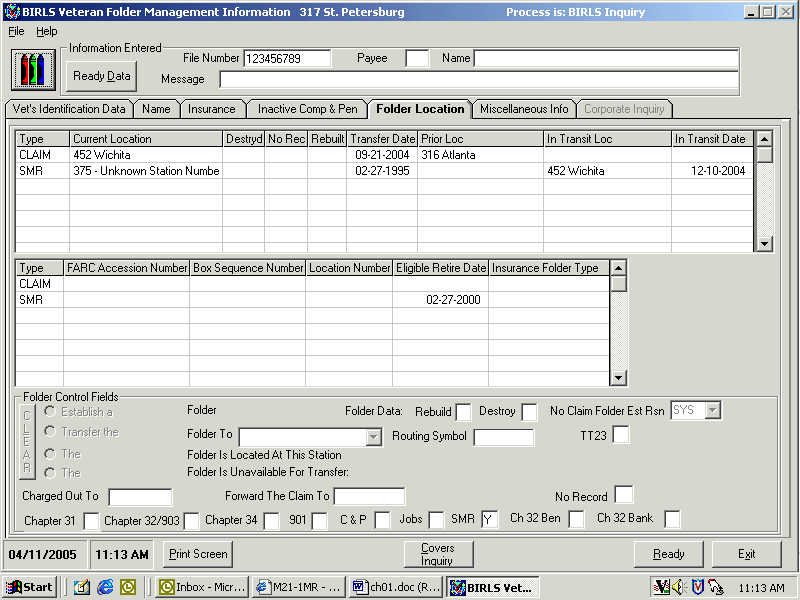 BIRLS Veteran Folder Management Information 317 St. Petersburg Process is: BIRLS Inquiry
File Help
Information Entered
File Number 123456789 Payee Name
Ready Data
Message
Vet's Identification Data Name Insurance Inactive Comp & Pen Folder Location Miscellaneous Info Corporate Inquiry
Type Current Location Destryd No Rec Rebuilt Transfer Date Prior Loc In Transit Loc In Transit Date
CLAIM 452 Wichita 09-21-2004 316 Atlanta
SMR 375 - Unknown Station Numbe 02-27-1995 452 Wichita 12-10-2004
Type FARC Accession Number Box Sequence Number Location Number Eligible Retire Date Insurance Folder Type
CLAIM
SMR 02-27-2000
Folder Control Fields
CLEAR
Establish a Folder Folder Data: Rebuild Destroy No Claim Folder Est Rsn SYS
Transfer the Folder To Routing Symbol TT23
The Folder Is Located At This Station
The Folder Is Unavailable For Transfer:
Charged Out To Forward The Claim To No Record
Chapter 31 Chapter 32/903 Chapter 34 901 C & P Jobs SMR Y Ch 32 Ben Ch 32 Bank
04/11/2005 11:13 AM Print Screen Covers Inquiry Ready Exit
Start Inbox - Micr... M21-1MR - ... ch01.doc (R... BIRLS Vet... 11:13 AM